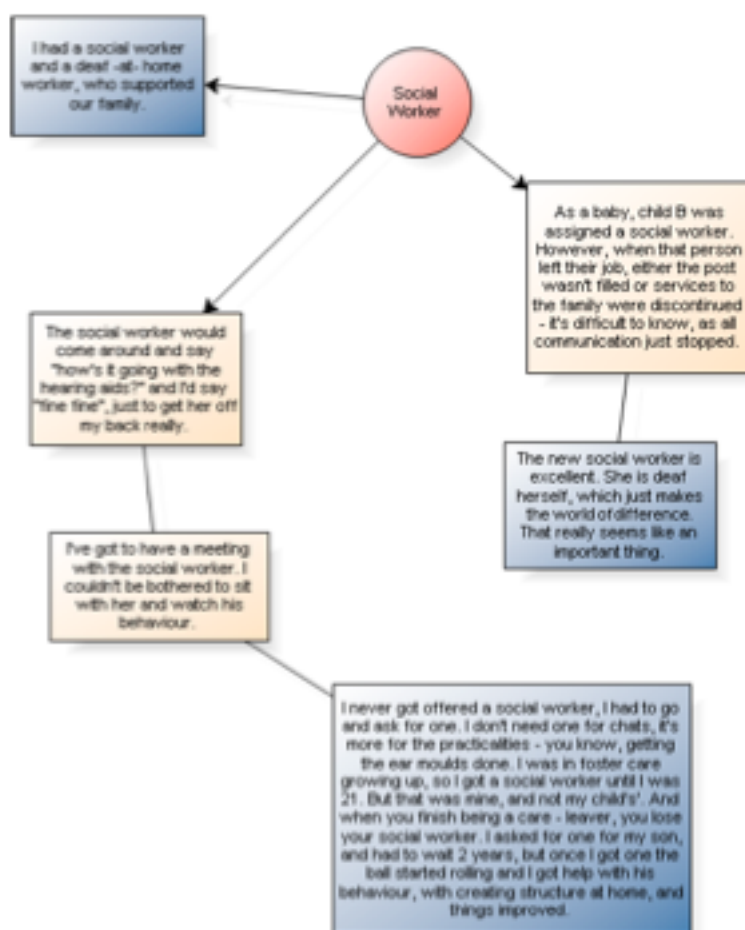 I had a social worker
and a deaf -at- home
worker, who supported
our family.
Social
Worker
As a baby, child B was
assigned a social worker.
However, when that person
left their job, either the post
wasn't filled or services to
the family were discontinued
- it's difficult to know, as all
communication just stopped.
The social worker would
come around and say
"how's it going with the
hearing aids?" and I'd say
"fine fine", just to get her off
my back really.
The new social worker is
excellent. She is deaf
herself, which just makes
the world of difference.
That really seems like an
important thing.
I've got to have a meeting
with the social worker. I
couldn't be bothered to sit
with her and watch his
behaviour.
I never got offered a social worker, I had to go
and ask for one. I don't need one for chats, it's
more for the practicalities - you know, getting
the ear moulds done. I was in foster care
growing up, so I got a social worker until I was
21. But that was mine, and not my child's'. And
when you finish being a care - leaver, you lose
your social worker. I asked for one for my son,
and had to wait 2 years, but once I got one the
ball started rolling and I got help with his
behaviour, with creating structure at home, and
things improved.